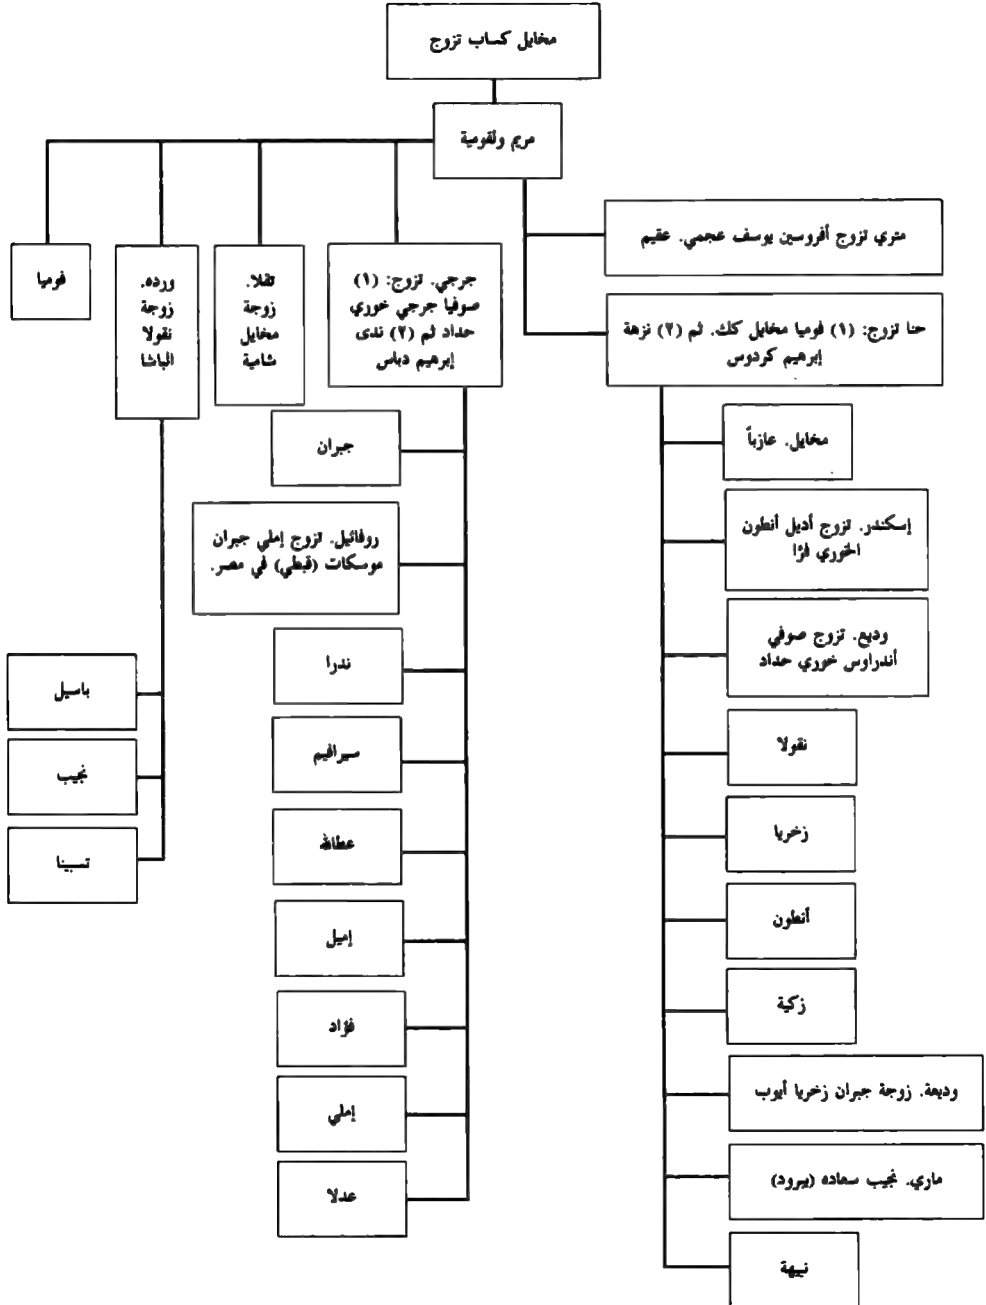 مخايل كساب تزوج
مريم ولقومية
متري تزوج أفروسين يوسف عجمي. عقيم
حنا تزوج: (١) فوميا مخايل كك. ثم (٢) نزهة
إبرهيم كردوس
مخايل. عازباً
إسكندر. تزوج أديل أنطون
الخوري فزا
وديع. تزوج صوفي
أندراوس خوري حداد
نقولا
زخريا
أنطون
زكية
وديعة. زوجة جبران زخريا أيوب
ماري. نجيب سعاده (يبرود)
نبيهة
جرجي. تزوج: (١)
صوفيا جرجي خوري
حداد ثم (٢) ندى
إبرهيم دباس
جبران
روفائيل. تزوج إملي جبران
موسكات (قبطي) في مصر.
ندرا
سيرافيم
عطالله
إميل
فؤاد
إملي
عدلا
تقلا.
زوجة
مخايل
شامية
ورده.
زوجة
نقولا
الباشا
باسيل
نجيب
تسبينا
فوميا